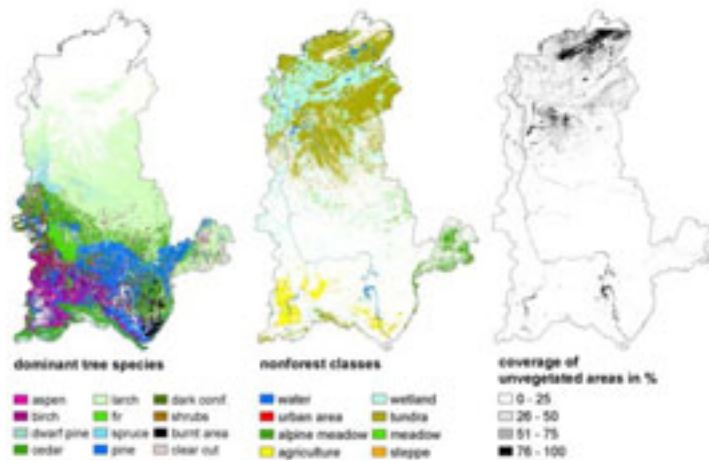 dominant tree species
aspen
birch
dwarf pine
cedar
larch
fir
spruce
pine
dark conif.
shrubs
burnt area
clear cut
nonforest classes
water
urban area
alpine meadow
agriculture
wetland
tundra
meadow
steppe
coverage of
unvegetated areas in %
0 - 25
26 - 50
51 - 75
76 - 100